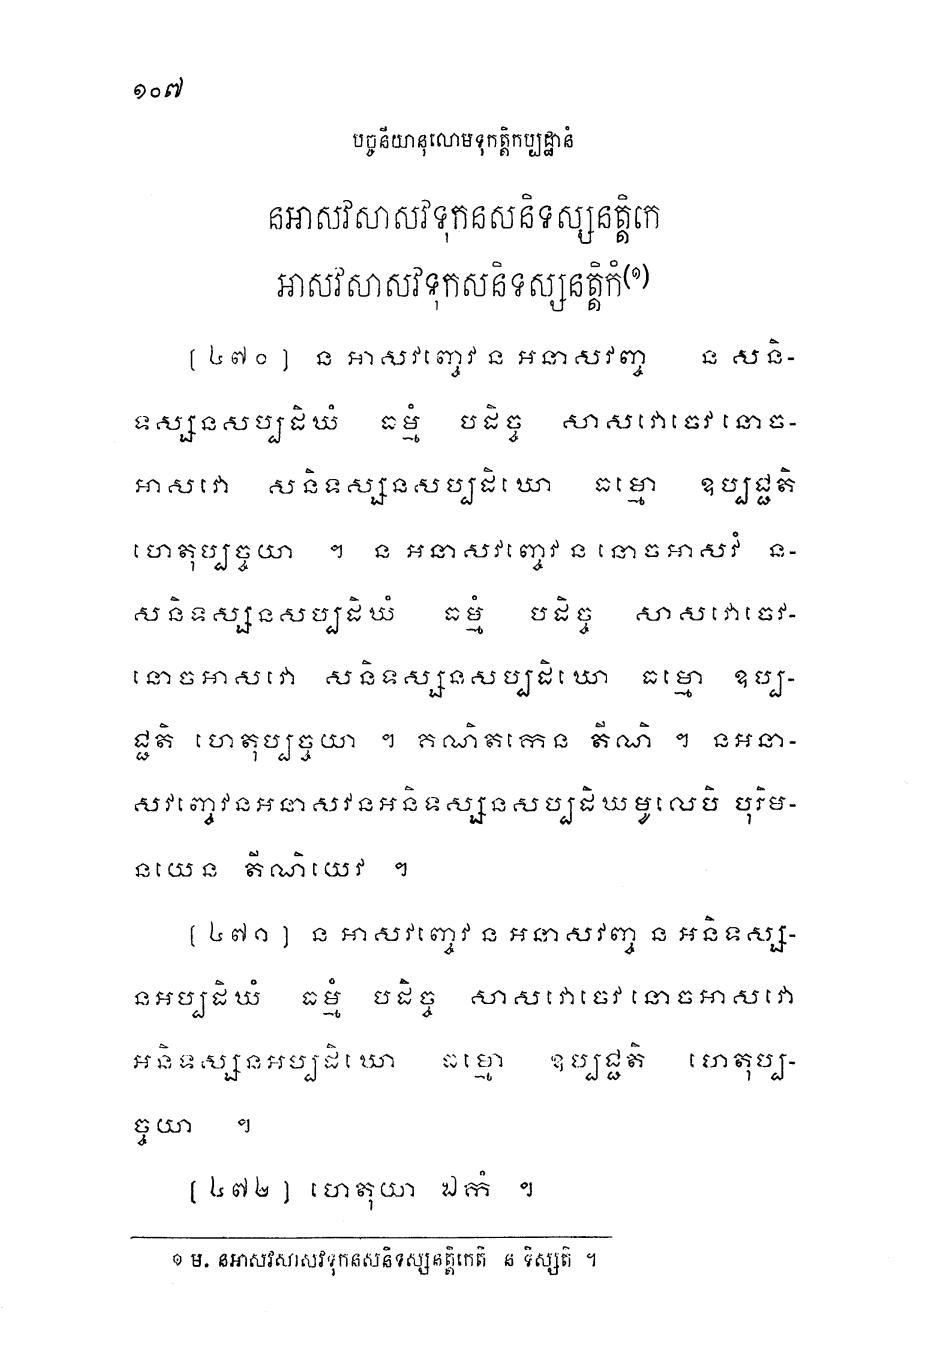 ១០៧
បច្ចនីយានុលោមទុកត្តិកប្បដ្ឋានំ
នអាសវសាសវទុកនសនិទស្សនត្តិកេ
អាសវសាសវទុកសនិទស្សនត្តិកំ(១)
[៤៧០] ន អាសវញ្ចេវ ន អនាសវញ្ច ន សនិ-
ទស្សនសប្បដិឃំ ធម្មំ បដិច្ច សាសវោចេវ នោច-
អាសវោ សនិទស្សនសប្បដិឃោ ធម្មោ ឧប្បជ្ជតិ
ហេតុប្បច្ចយា ។ ន អនាសវញ្ចេវ ន នោចអាសវំ ន-
សនិទស្សនសប្បដិឃំ ធម្មំ បដិច្ច សាសវោចេវ-
នោចអាសវោ សនិទស្សនសប្បដិឃោ ធម្មោ ឧប្ប-
ជ្ជតិ ហេតុប្បច្ចយា ។ គណិតកេន តីណិ ។ នអនា-
សវញ្ចេវនអនាសវនអនិទស្សនសប្បដិឃមូលេបិ បុរិម-
នយេន តីណិយេវ ។
[៤៧១] ន អាសវញ្ចេវ ន អនាសវញ្ច ន អនិទស្ស-
នអប្បដិឃំ ធម្មំ បដិច្ច សាសវោចេវ នោចអាសវោ
អនិទស្សនអប្បដិឃោ ធម្មោ ឧប្បជ្ជតិ ហេតុប្ប-
ច្ចយា ។
[៤៧២] ហេតុយា ឯកំ ។
១ ម. នអាសវសាសវទុកនសនិទស្សនត្តិកេតិ ន ទិស្សតិ ។